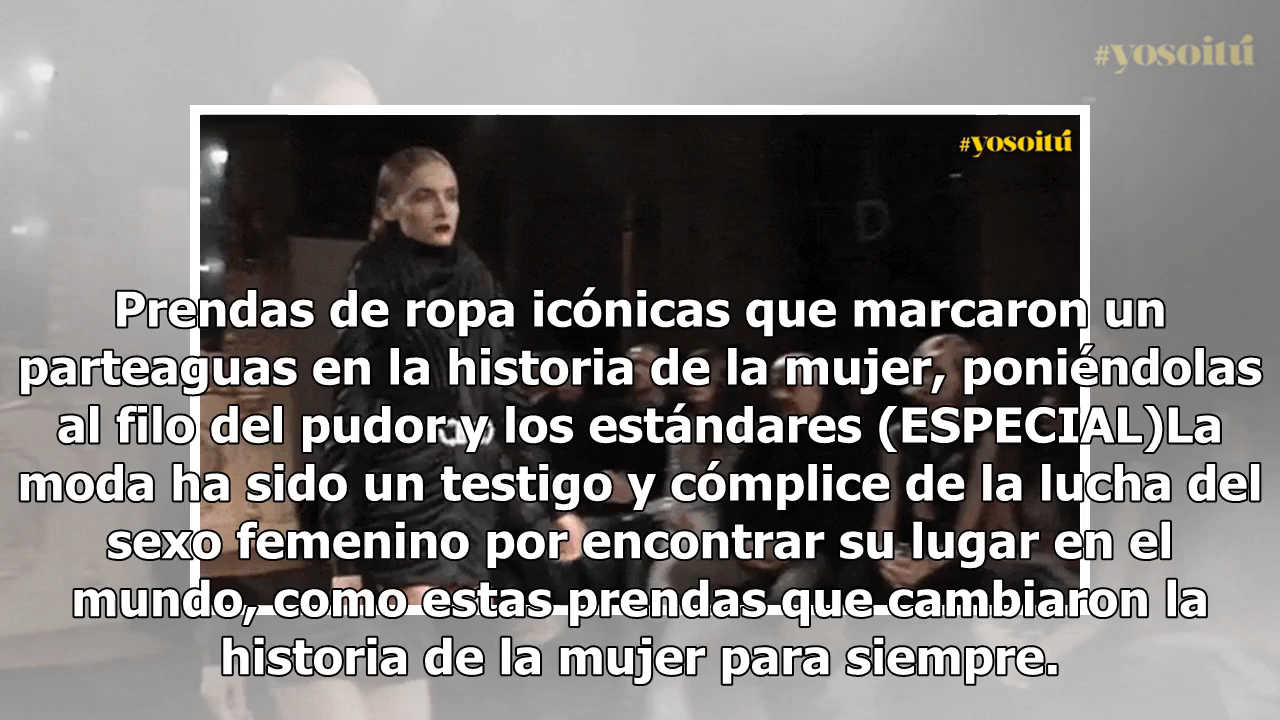 #yosoitú
#yosoitú
Prendas de ropa icónicas que marcaron un
parteaguas en la historia de la mujer, poniéndolas
al filo del pudor y los estándares (ESPECIAL)La
moda ha sido un testigo y cómplice de la lucha del
sexo femenino por encontrar su lugar en el
mundo, como estas prendas que cambiaron la
historia de la mujer para siempre.